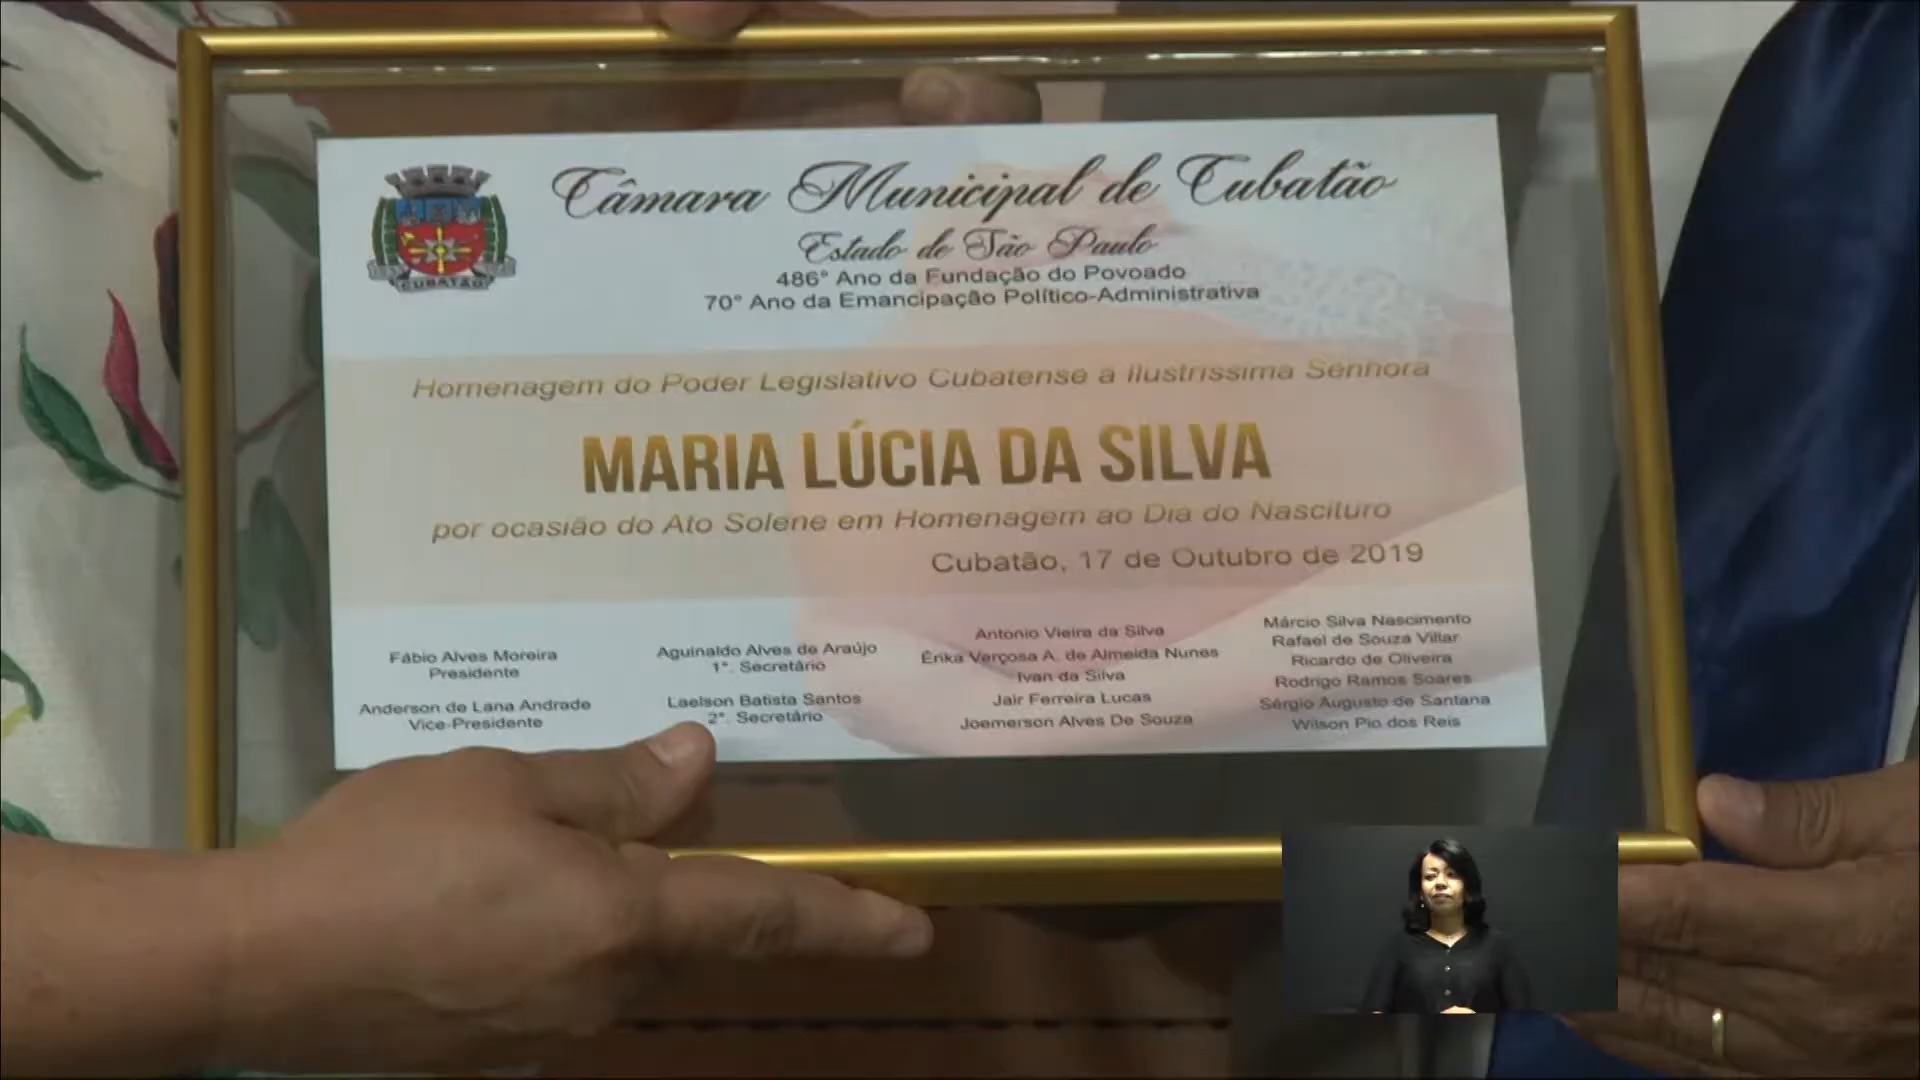 Câmara Municipal de Cubatão
Estado de São Paulo
486° Ano da Fundação do Povoado
70° Ano da Emancipação Político-Administrativa
CUBATÃO
Homenagem do Poder Legislativo Cubatense a Ilustríssima Senhora
MARIA LÚCIA DA SILVA
por ocasião do Ato Solene em Homenagem ao Dia do Nascituro
Cubatão, 17 de Outubro de 2019
Fábio Alves Moreira
Presidente
Anderson de Lana Andrade
Vice-Presidente
Aguinaldo Alves de Araújo
1°. Secretário
Laelson Batista Santos
2°. Secretário
Antonio Vieira da Silva
Érika Verçosa A. de Almeida Nunes
Ivan da Silva
Jair Ferreira Lucas
Joemerson Alves De Souza
Márcio Silva Nascimento
Rafael de Souza Villar
Ricardo de Oliveira
Rodrigo Ramos Soares
Sérgio Augusto de Santana
Wilson Pio dos Reis